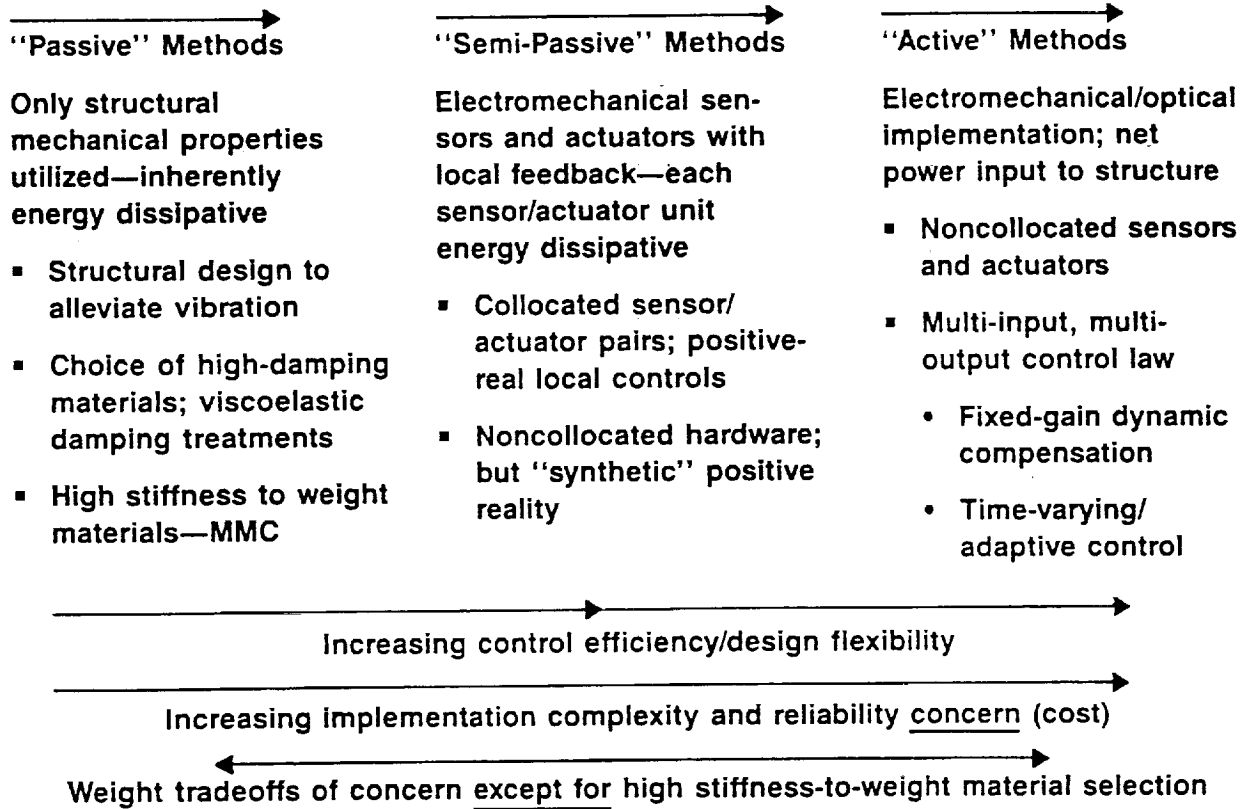 “Passive” Methods
Only structural
mechanical properties
utilized—inherently
energy dissipative
▪ Structural design to
alleviate vibration
▪ Choice of high-damping
materials; viscoelastic
damping treatments
▪ High stiffness to weight
materials—MMC
“Semi-Passive” Methods
Electromechanical sen-
sors and actuators with
local feedback—each
sensor/actuator unit
energy dissipative
▪ Collocated sensor/
actuator pairs; positive-
real local controls
▪ Noncollocated hardware;
but “synthetic” positive
reality
“Active” Methods
Electromechanical/optical
implementation; net
power input to structure
▪ Noncollocated sensors
and actuators
▪ Multi-input, multi-
output control law
• Fixed-gain dynamic
compensation
• Time-varying/
adaptive control
Increasing control efficiency/design flexibility
Increasing implementation complexity and reliability concern (cost)
Weight tradeoffs of concern except for high stiffness-to-weight material selection